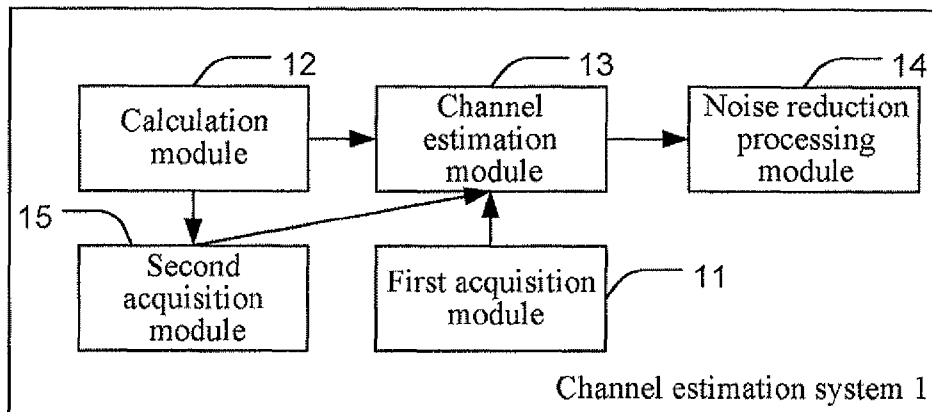 12
13
14
Calculation
module
Channel
estimation
module
Noise reduction
processing
module
15
11
Second
acquisition
module
First acquisition
module
Channel estimation system 1